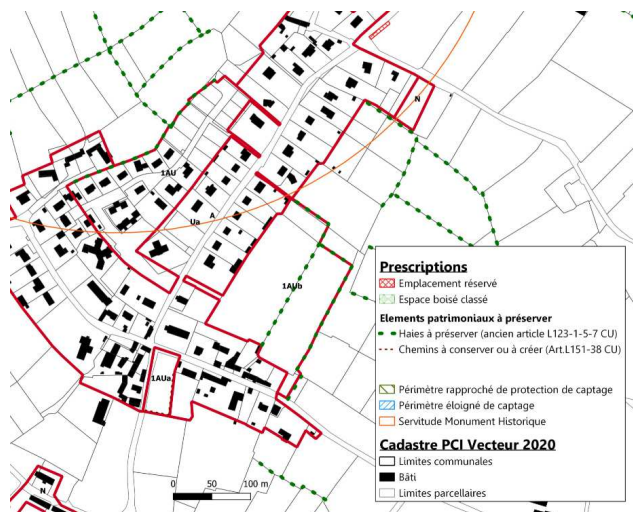 N
1AU
Ua
A
1AUb
1AUa
N
0 50 100 m
Prescriptions
Emplacement réservé
Espace boisé classé
Elements patrimoniaux à préserver
Haies à préserver (ancien article L123-1-5-7 CU)
Chemins à conserver ou à créer (Art.L151-38 CU)
Périmètre rapproché de protection de captage
Périmètre éloigné de captage
Servitude Monument Historique
Cadastre PCI Vecteur 2020
Limites communales
Bâti
Limites parcellaires